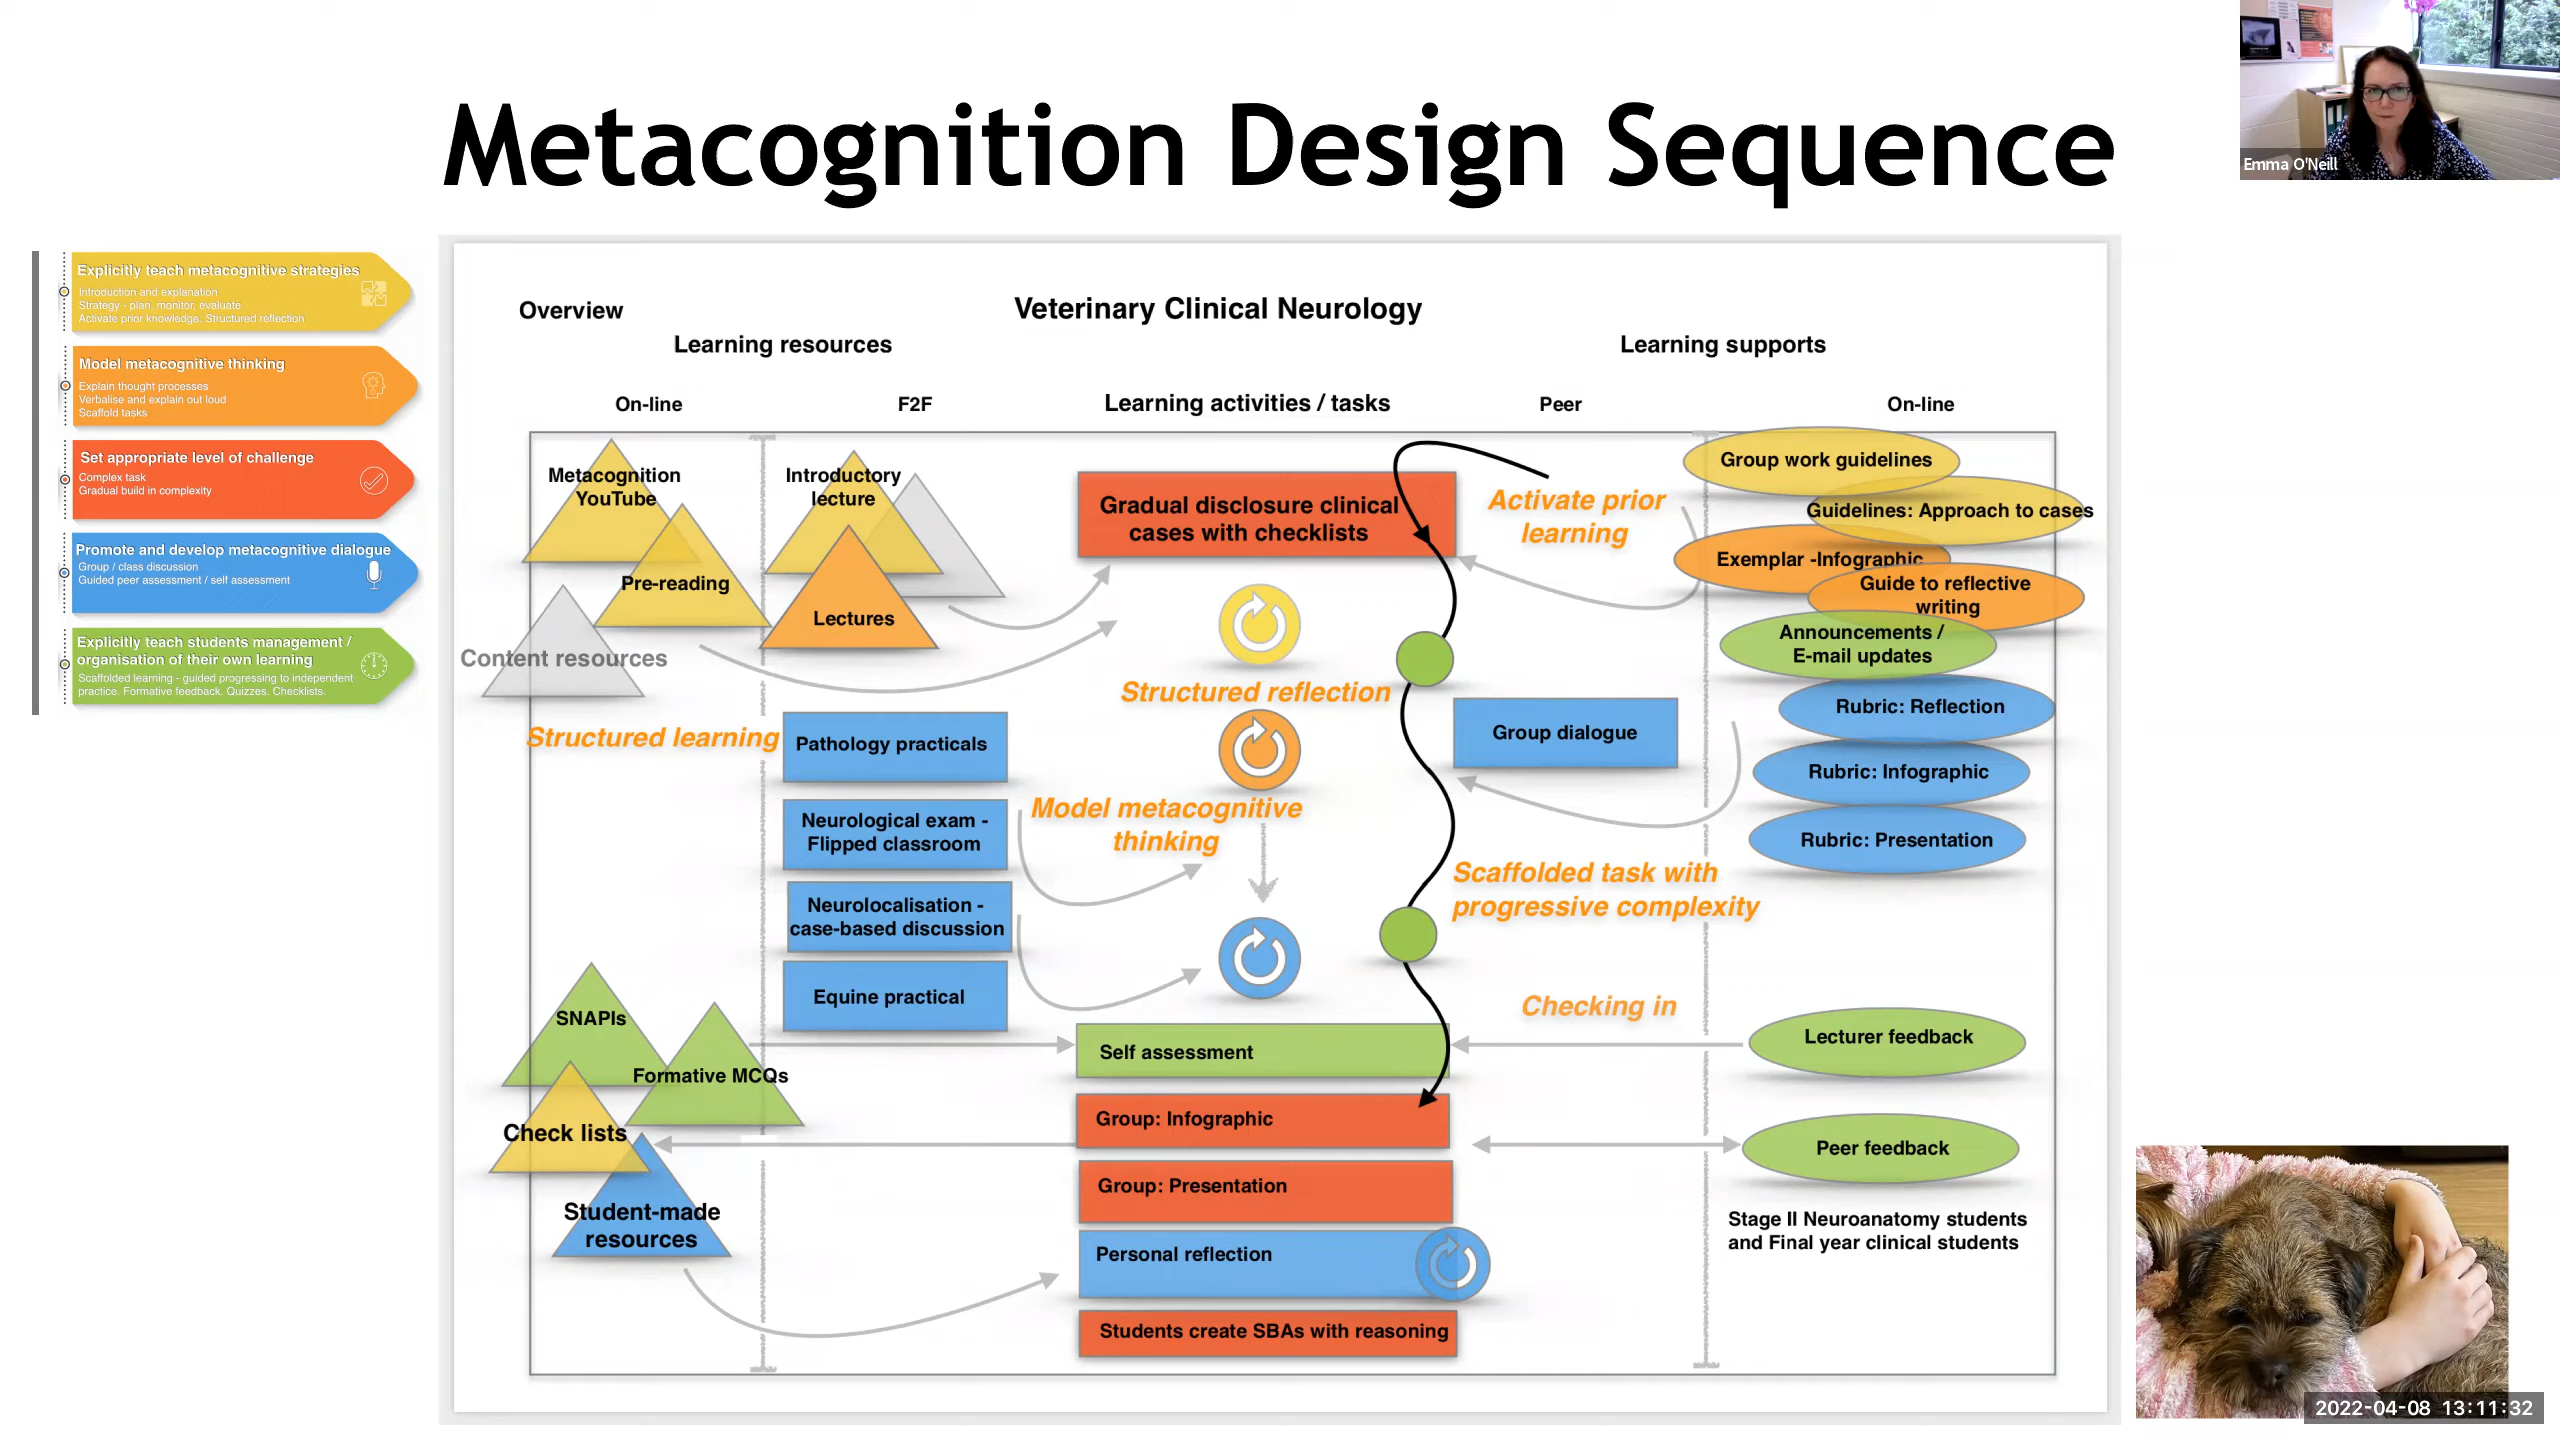 Metacognition Design Sequence
Emma O'Neill
Explicitly teach metacognitive strategies
Introduction and explanation
Strategy - plan, monitor, evaluate
Activate prior knowledge. Structured reflection
Model metacognitive thinking
Explain thought processes
Verbalise and explain out loud
Scaffold tasks
Set appropriate level of challenge
Complex task
Gradual build in complexity
Promote and develop metacognitive dialogue
Group / class discussion
Guided peer assessment / self assessment
Explicitly teach students management /
organisation of their own learning
Scaffolded learning - guided progressing to independent
practice. Formative feedback. Quizzes. Checklists.
Overview
Veterinary Clinical Neurology
Learning resources
Learning supports
On-line
F2F
Learning activities / tasks
Peer
On-line
Metacognition
YouTube
Pre-reading
Content resources
Structured learning
SNAPIs
Formative MCQs
Check lists
Student-made
resources
Introductory
lecture
Lectures
Pathology practicals
Neurological exam -
Flipped classroom
Neurolocalisation -
case-based discussion
Equine practical
Gradual disclosure clinical
cases with checklists
Structured reflection
Model metacognitive
thinking
Self assessment
Group: Infographic
Group: Presentation
Personal reflection
Students create SBAs with reasoning
Activate prior
learning
Group dialogue
Scaffolded task with
progressive complexity
Checking in
Group work guidelines
Guidelines: Approach to cases
Exemplar -Infographic
Guide to reflective
writing
Announcements /
E-mail updates
Rubric: Reflection
Rubric: Infographic
Rubric: Presentation
Lecturer feedback
Peer feedback
Stage II Neuroanatomy students
and Final year clinical students
2022-04-08 13:11:32